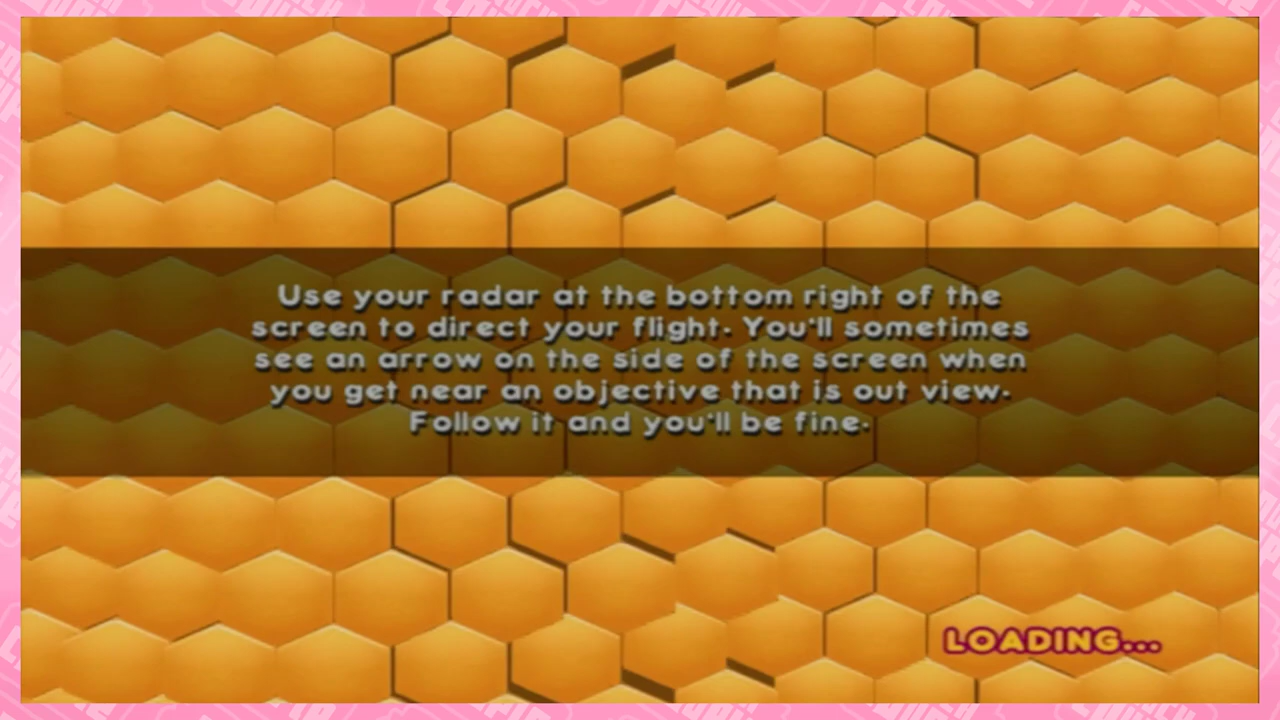 Use your radar at the bottom right of the
screen to direct your flight. You'll sometimes
see an arrow on the side of the screen when
you get near an objective that is out view.
Follow it and you'll be fine.
LOADING...